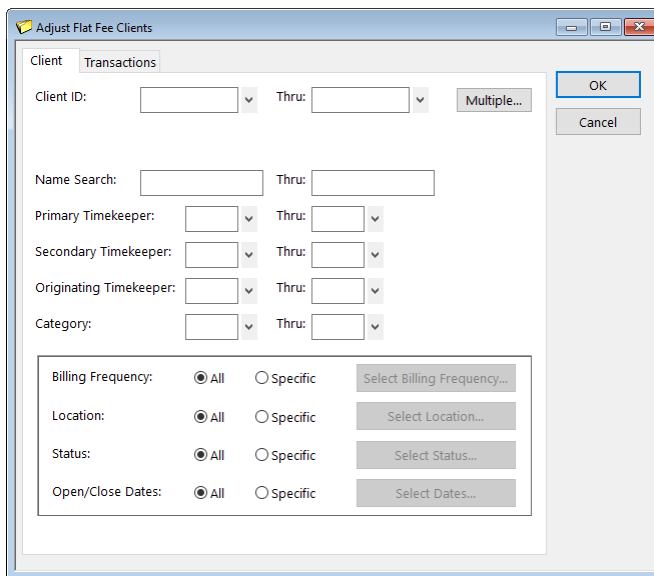 Adjust Flat Fee Clients
Client Transactions
Client ID: Thru: Multiple...
OK
Cancel
Name Search: Thru:
Primary Timekeeper: Thru:
Secondary Timekeeper: Thru:
Originating Timekeeper: Thru:
Category: Thru:
Billing Frequency: All Specific Select Billing Frequency...
Location: All Specific Select Location...
Status: All Specific Select Status...
Open/Close Dates: All Specific Select Dates...